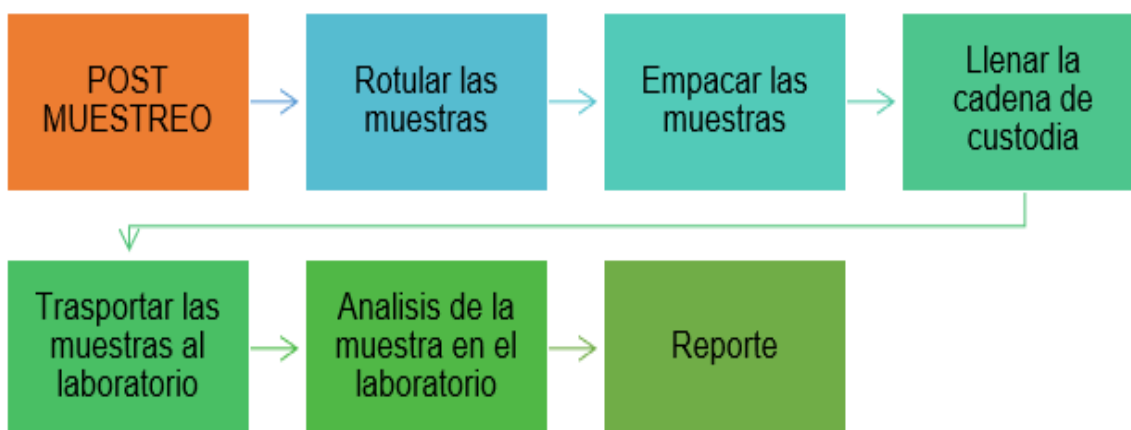 POST
MUESTREO
Rotular las
muestras
Empacar las
muestras
Llenar la
cadena de
custodia
Trasportar las
muestras al
laboratorio
Analisis de la
muestra en el
laboratorio
Reporte